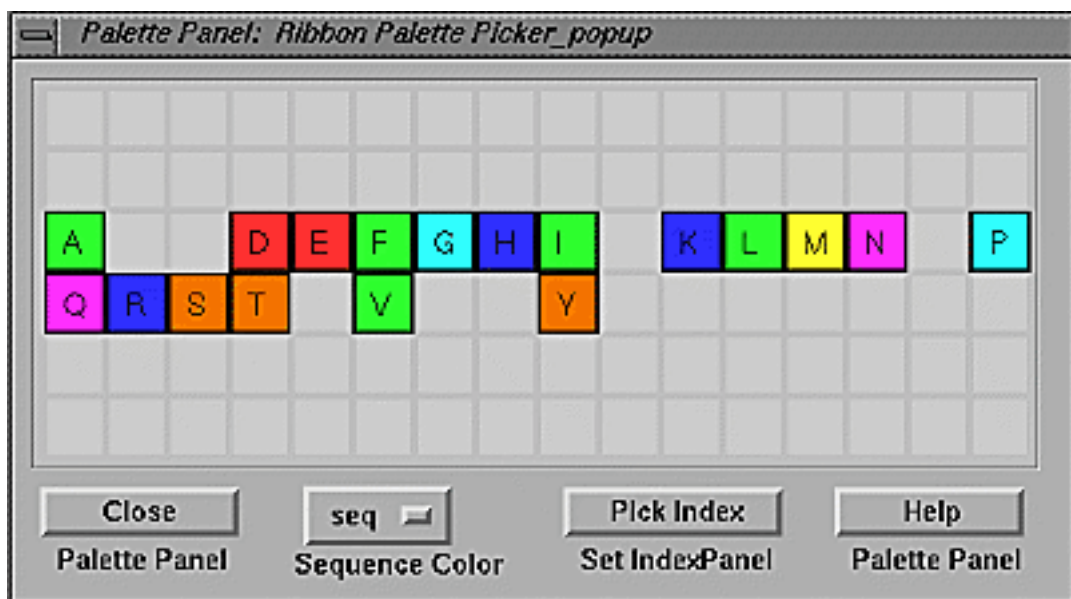 Palette Panel: Ribbon Palette Picker_popup
A D E F G H I K L M N P
Q R S T V Y
Close seq Pick Index Help
Palette Panel Sequence Color Set IndexPanel Palette Panel